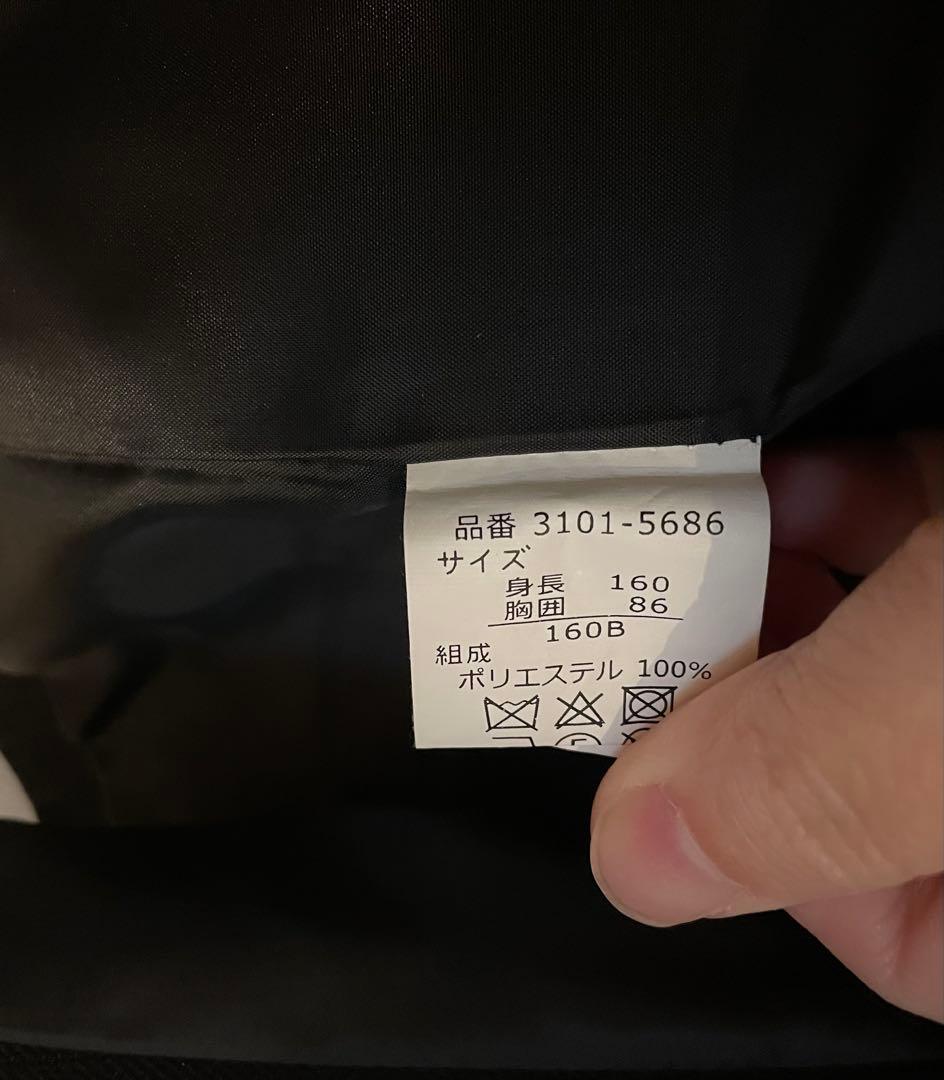 品番 3101-5686
サイズ
身長 160
胸囲 86
160B
組成
ポリエステル 100%